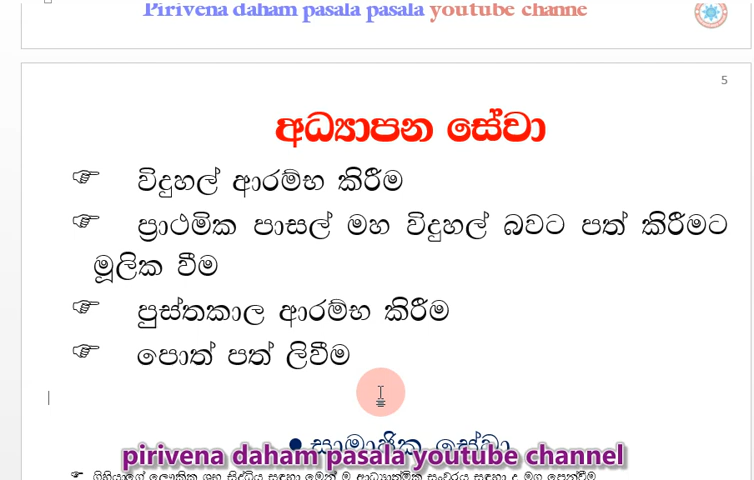 Pirivena daham pasala pasala youtube channe
5
අධ්‍යාපන සේවා
☞ විදුහල් ආරම්භ කිරීම
☞ ප්‍රාථමික පාසල් මහ විදුහල් බවට පත් කිරීමට
මූලික වීම
☞ පුස්තකාල ආරම්භ කිරීම
☞ පොත් පත් ලිවීම
• සාමාජික සේවා
pirivena daham pasala youtube channel